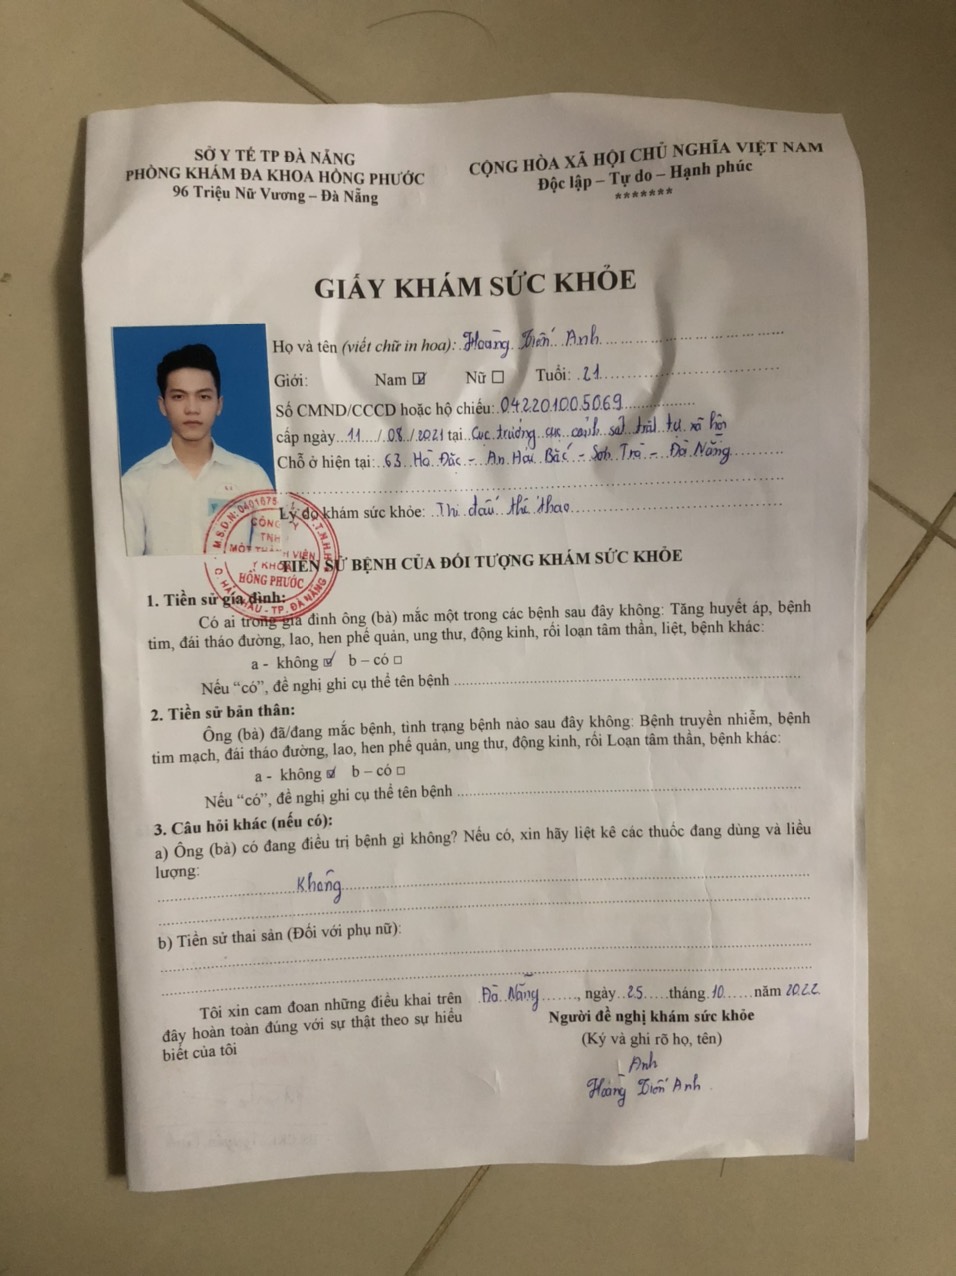 SỞ Y TẾ TP ĐÀ NẴNG
PHÒNG KHÁM ĐA KHOA HỒNG PHƯỚC
96 Triệu Nữ Vương – Đà Nẵng
CỘNG HÒA XÃ HỘI CHỦ NGHĨA VIỆT NAM
Độc lập – Tự do – Hạnh phúc
*******
GIẤY KHÁM SỨC KHỎE
Họ và tên (viết chữ in hoa): Hoàng Diên Anh
Giới: Nam ☑ Nữ ☐ Tuổi: 21
Số CMND/CCCD hoặc hộ chiếu: 042201005069
cấp ngày 11 / 08 / 2021 tại Cục trưởng cục cảnh sát trật tự xã hội
Chỗ ở hiện tại: 63 Hà Đặc - An Hải Bắc - Sơn Trà - Đà Nẵng
Lý do khám sức khỏe: Thi đấu thể thao
M.S.D.N: 0401675
CÔNG TY
TNHH
MỘT THÀNH VIÊN
Y KHOA
HỒNG PHƯỚC
Q. HẢI CHÂU - TP. ĐÀ NẴNG
TIỀN SỬ BỆNH CỦA ĐỐI TƯỢNG KHÁM SỨC KHỎE
1. Tiền sử gia đình:
Có ai trong gia đình ông (bà) mắc một trong các bệnh sau đây không: Tăng huyết áp, bệnh
tim, đái tháo đường, lao, hen phế quản, ung thư, động kinh, rối loạn tâm thần, liệt, bệnh khác:
a - không ☑ b – có ☐
Nếu “có”, đề nghị ghi cụ thể tên bệnh
2. Tiền sử bản thân:
Ông (bà) đã/đang mắc bệnh, tình trạng bệnh nào sau đây không: Bệnh truyền nhiễm, bệnh
tim mạch, đái tháo đường, lao, hen phế quản, ung thư, động kinh, rối Loạn tâm thần, bệnh khác:
a - không ☑ b – có ☐
Nếu “có”, đề nghị ghi cụ thể tên bệnh
3. Câu hỏi khác (nếu có):
a) Ông (bà) có đang điều trị bệnh gì không? Nếu có, xin hãy liệt kê các thuốc đang dùng và liều
lượng:
Không
b) Tiền sử thai sản (Đối với phụ nữ):
Đà Nẵng, ngày 25 tháng 10 năm 2022
Tôi xin cam đoan những điều khai trên
đây hoàn toàn đúng với sự thật theo sự hiểu
biết của tôi
Người đề nghị khám sức khỏe
(Ký và ghi rõ họ, tên)
Anh
Hoàng Diên Anh